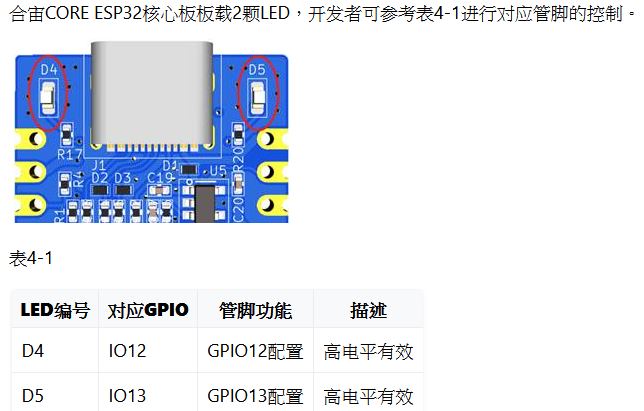 合宙CORE ESP32核心板板载2颗LED，开发者可参考表4-1进行对应管脚的控制。
D4
D5
R17
R20
J1
D1
U5
R4
D2 D3
C19
R1
C20
表4-1
LED编号 对应GPIO 管脚功能 描述
D4 IO12 GPIO12配置 高电平有效
D5 IO13 GPIO13配置 高电平有效